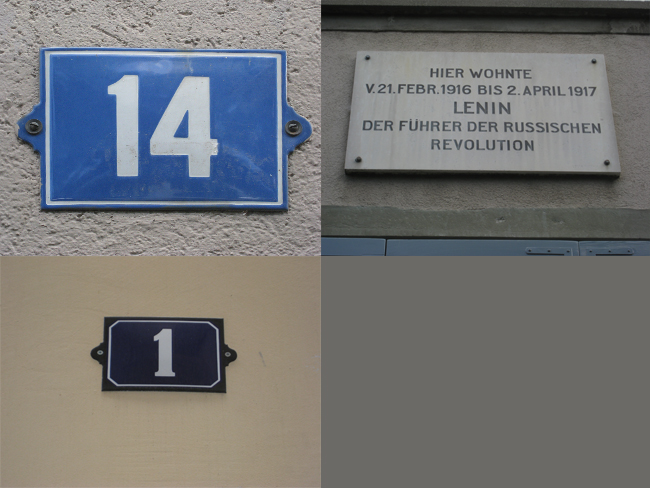 14
HIER WOHNTE
V. 21. FEBR. 1916 BIS 2. APRIL 1917
LENIN
DER FÜHRER DER RUSSISCHEN
REVOLUTION
1